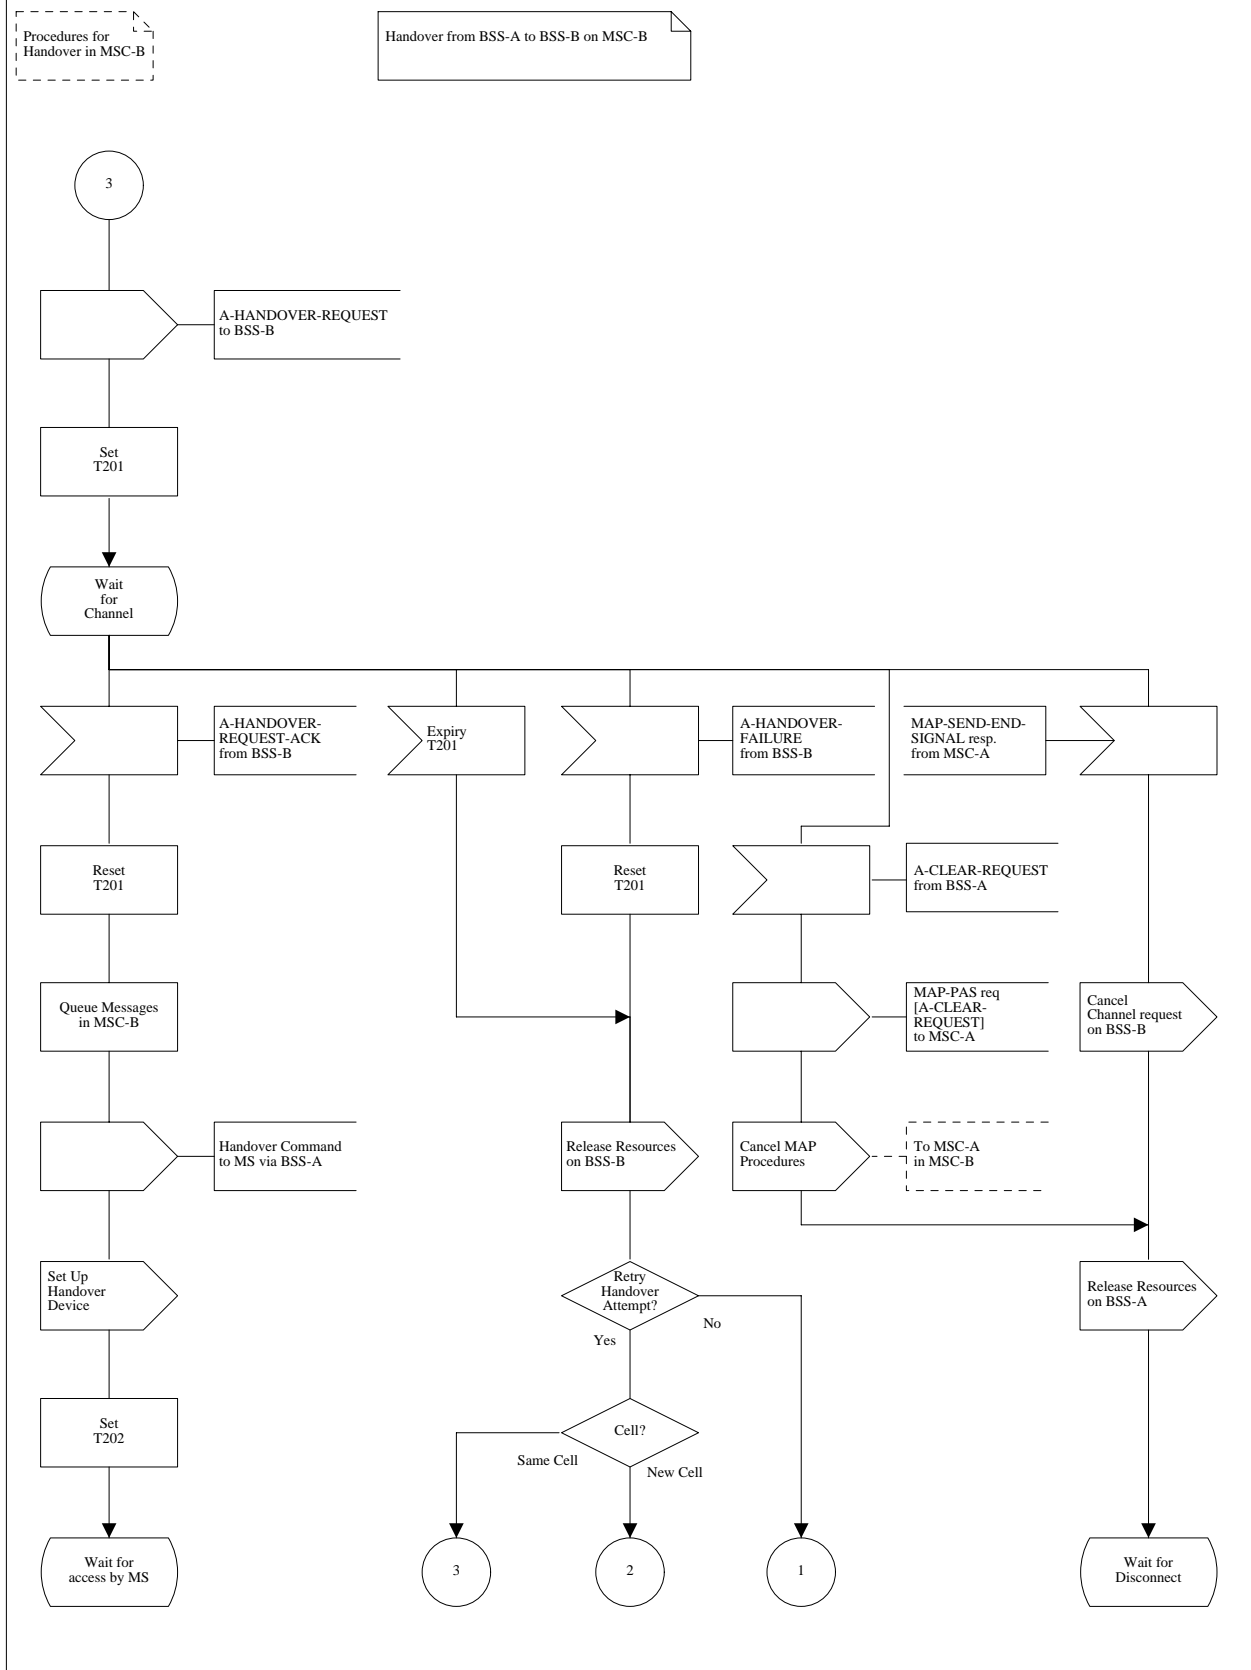 Procedures for
Handover in MSC-B
Handover from BSS-A to BSS-B on MSC-B
3
A-HANDOVER-REQUEST
to BSS-B
Set
T201
Wait
for
Channel
A-HANDOVER-
REQUEST-ACK
from BSS-B
Expiry
T201
A-HANDOVER-
FAILURE
from BSS-B
MAP-SEND-END-
SIGNAL resp.
from MSC-A
Reset
T201
Reset
T201
A-CLEAR-REQUEST
from BSS-A
Queue Messages
in MSC-B
MAP-PAS req
[A-CLEAR-
REQUEST]
to MSC-A
Cancel
Channel request
on BSS-B
Handover Command
to MS via BSS-A
Release Resources
on BSS-B
Cancel MAP
Procedures
To MSC-A
in MSC-B
Set Up
Handover
Device
Retry
Handover
Attempt?
Release Resources
on BSS-A
Yes
No
Set
T202
Cell?
Same Cell
New Cell
Wait for
access by MS
3
2
1
Wait for
Disconnect